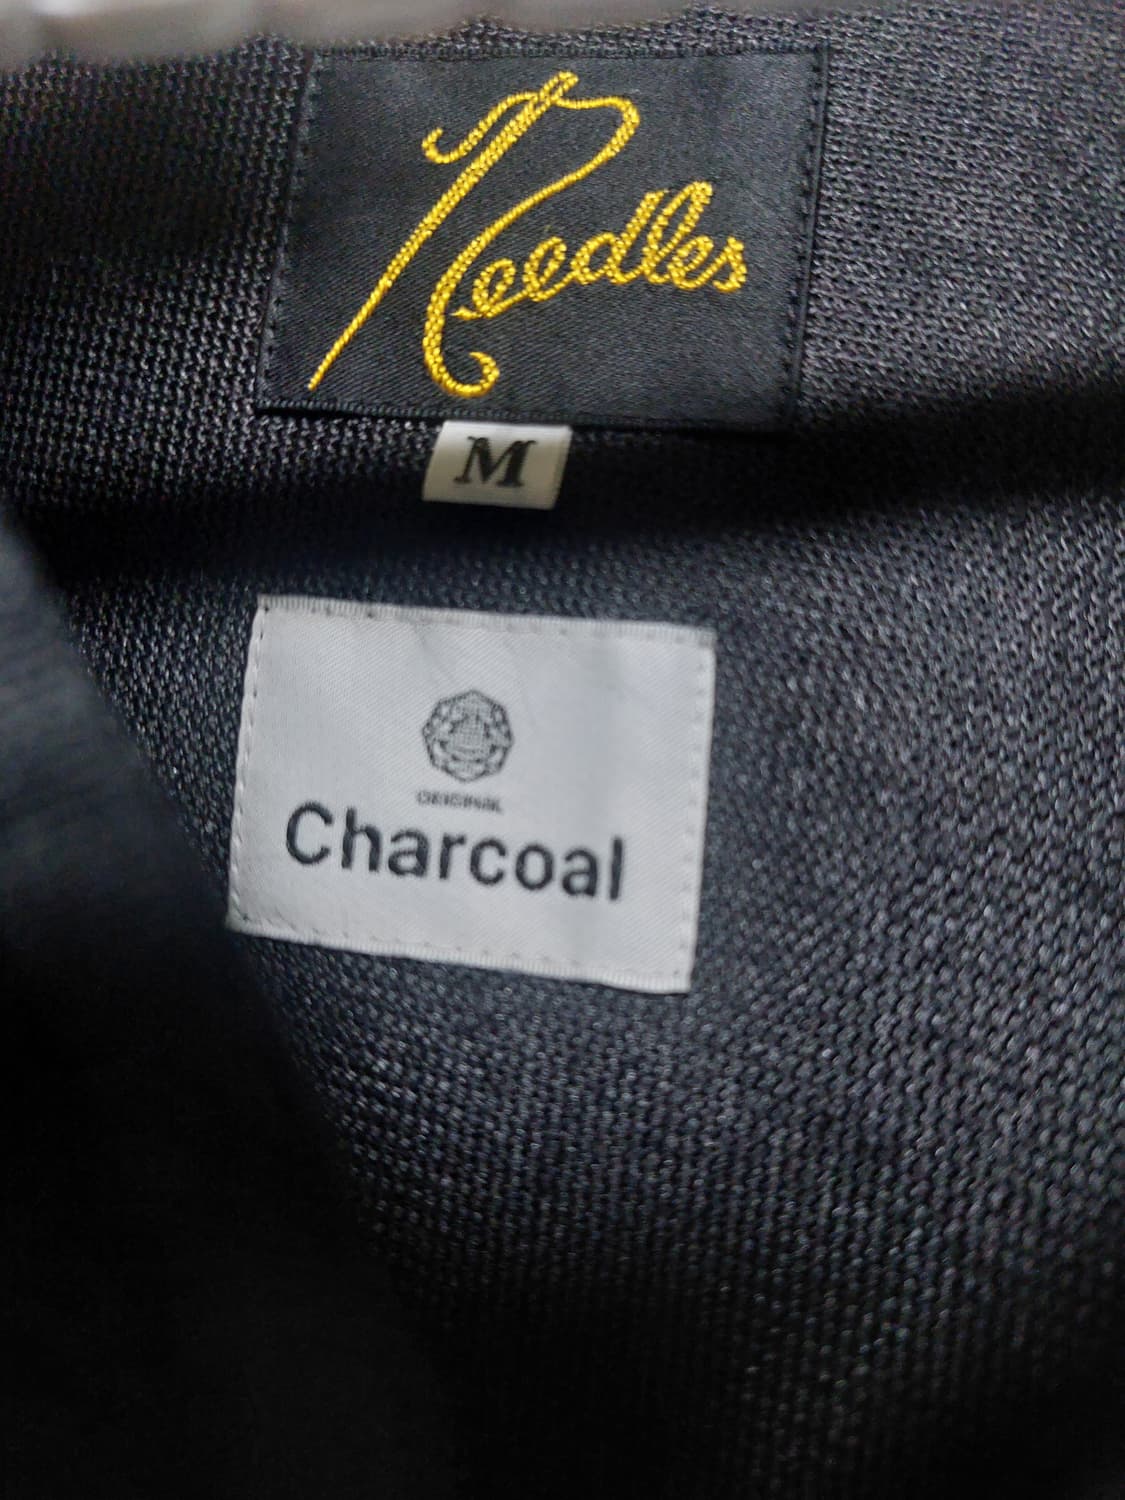 Needles
M
ORIGINAL
Charcoal